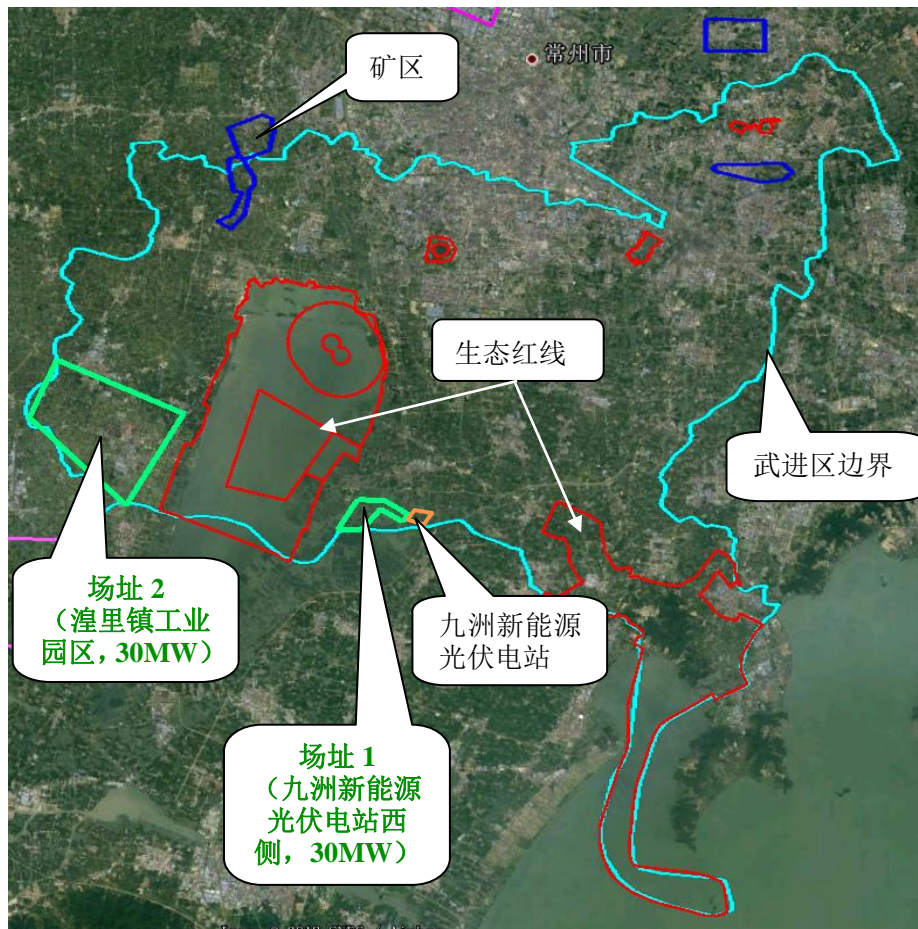 常州市
矿区
生态红线
武进区边界
场址 2
（湟里镇工业
园区，30MW）
九洲新能源
光伏电站
场址 1
（九洲新能源
光伏电站西
侧，30MW）